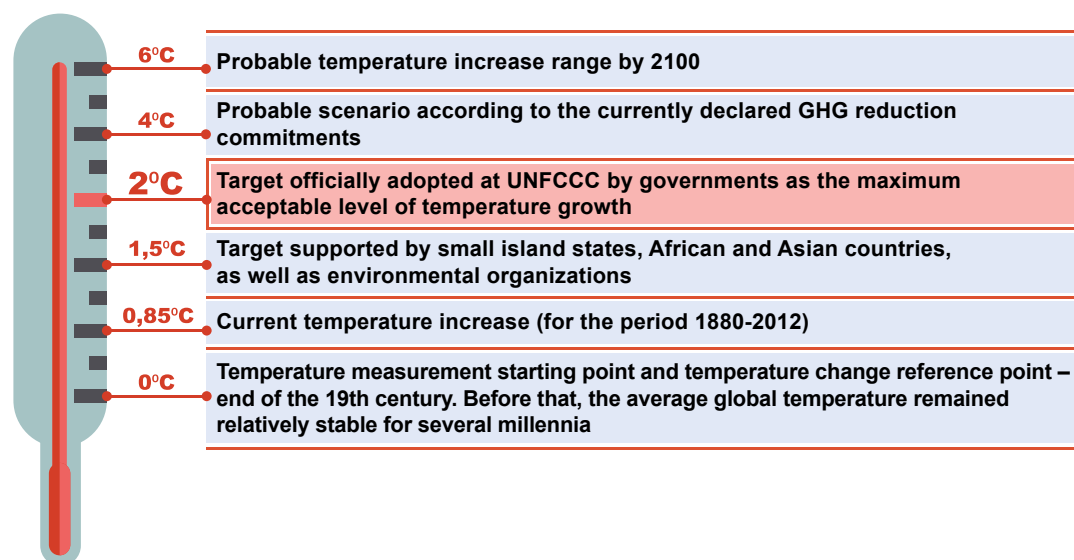 6°C
Probable temperature increase range by 2100
4°C
Probable scenario according to the currently declared GHG reduction
commitments
2°C
Target officially adopted at UNFCCC by governments as the maximum
acceptable level of temperature growth
1,5°C
Target supported by small island states, African and Asian countries,
as well as environmental organizations
0,85°C
Current temperature increase (for the period 1880-2012)
0°C
Temperature measurement starting point and temperature change reference point –
end of the 19th century. Before that, the average global temperature remained
relatively stable for several millennia